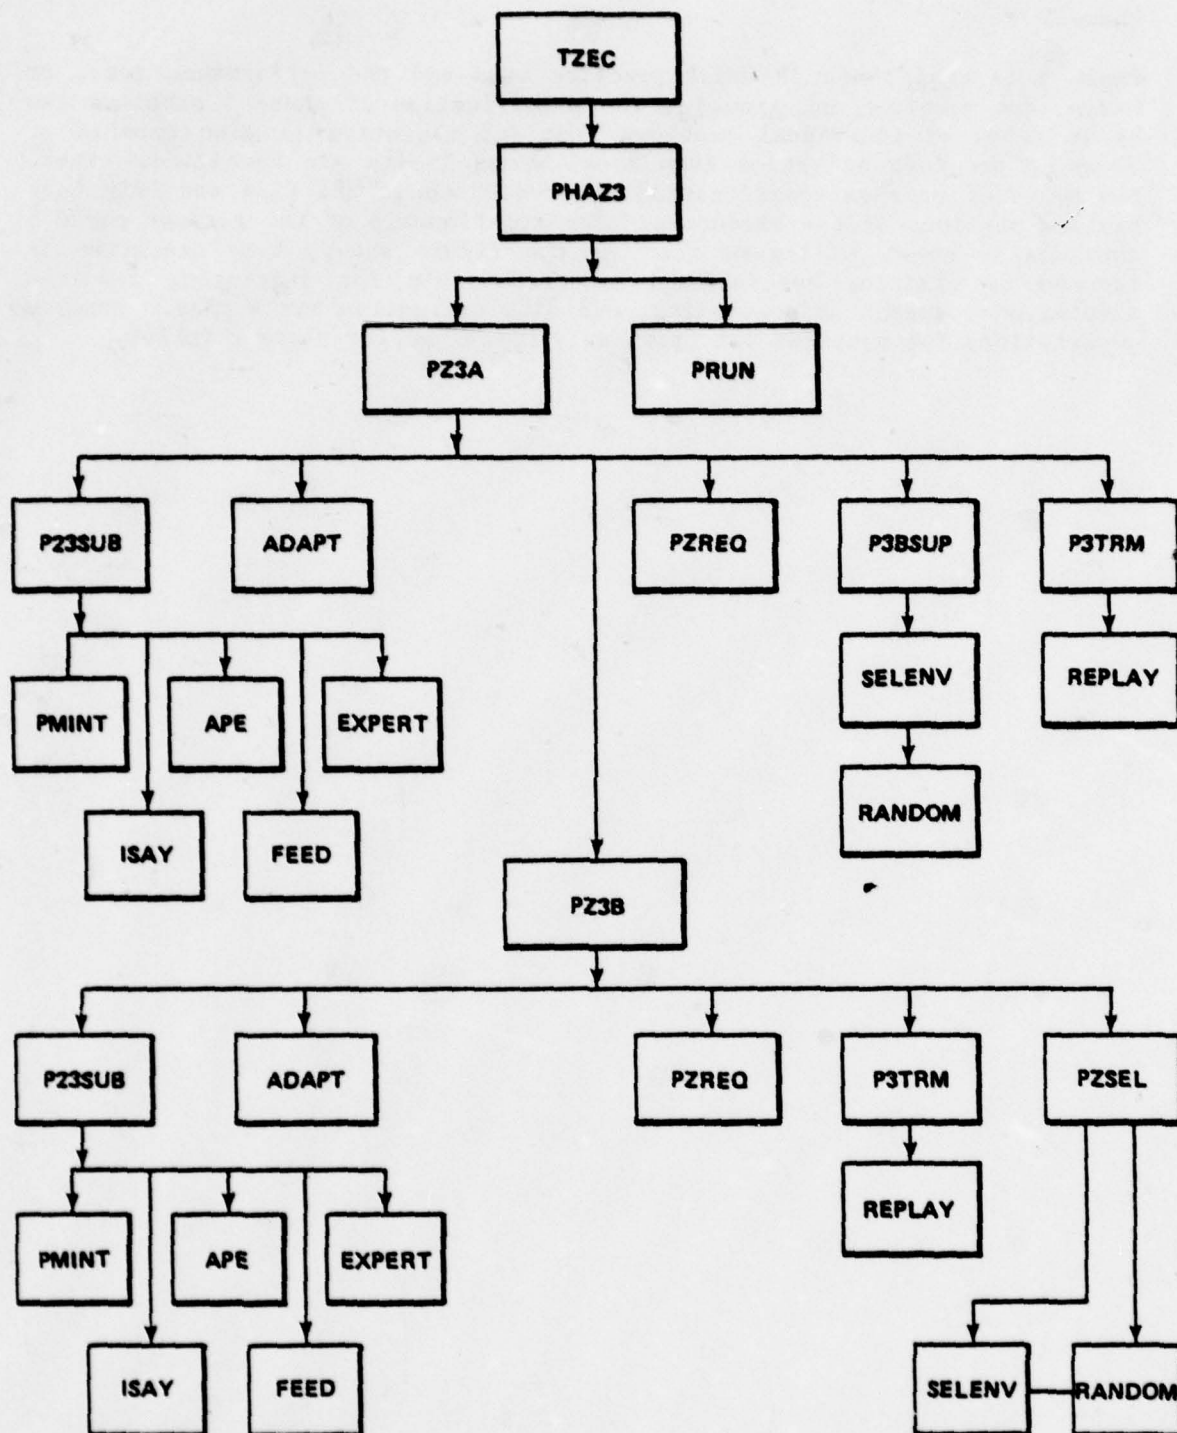 TZEC
PHAZ3
PZ3A
PRUN
P23SUB
ADAPT
PZREQ
P3BSUP
P3TRM
PMINT
APE
EXPERT
SELENV
REPLAY
ISAY
FEED
RANDOM
PZ3B
P23SUB
ADAPT
PZREQ
P3TRM
PZSEL
PMINT
APE
EXPERT
REPLAY
ISAY
FEED
SELENV
RANDOM